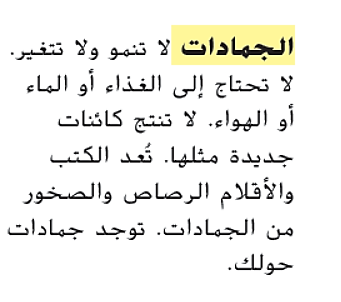 الجمادات لا تنمو ولا تتغير.
لا تحتاج إلى الغذاء أو الماء
أو الهواء. لا تنتج كائنات
جديدة مثلها. تُعد الكتب
والأقلام الرصاص والصخور
من الجمادات. توجد جمادات
حولك.